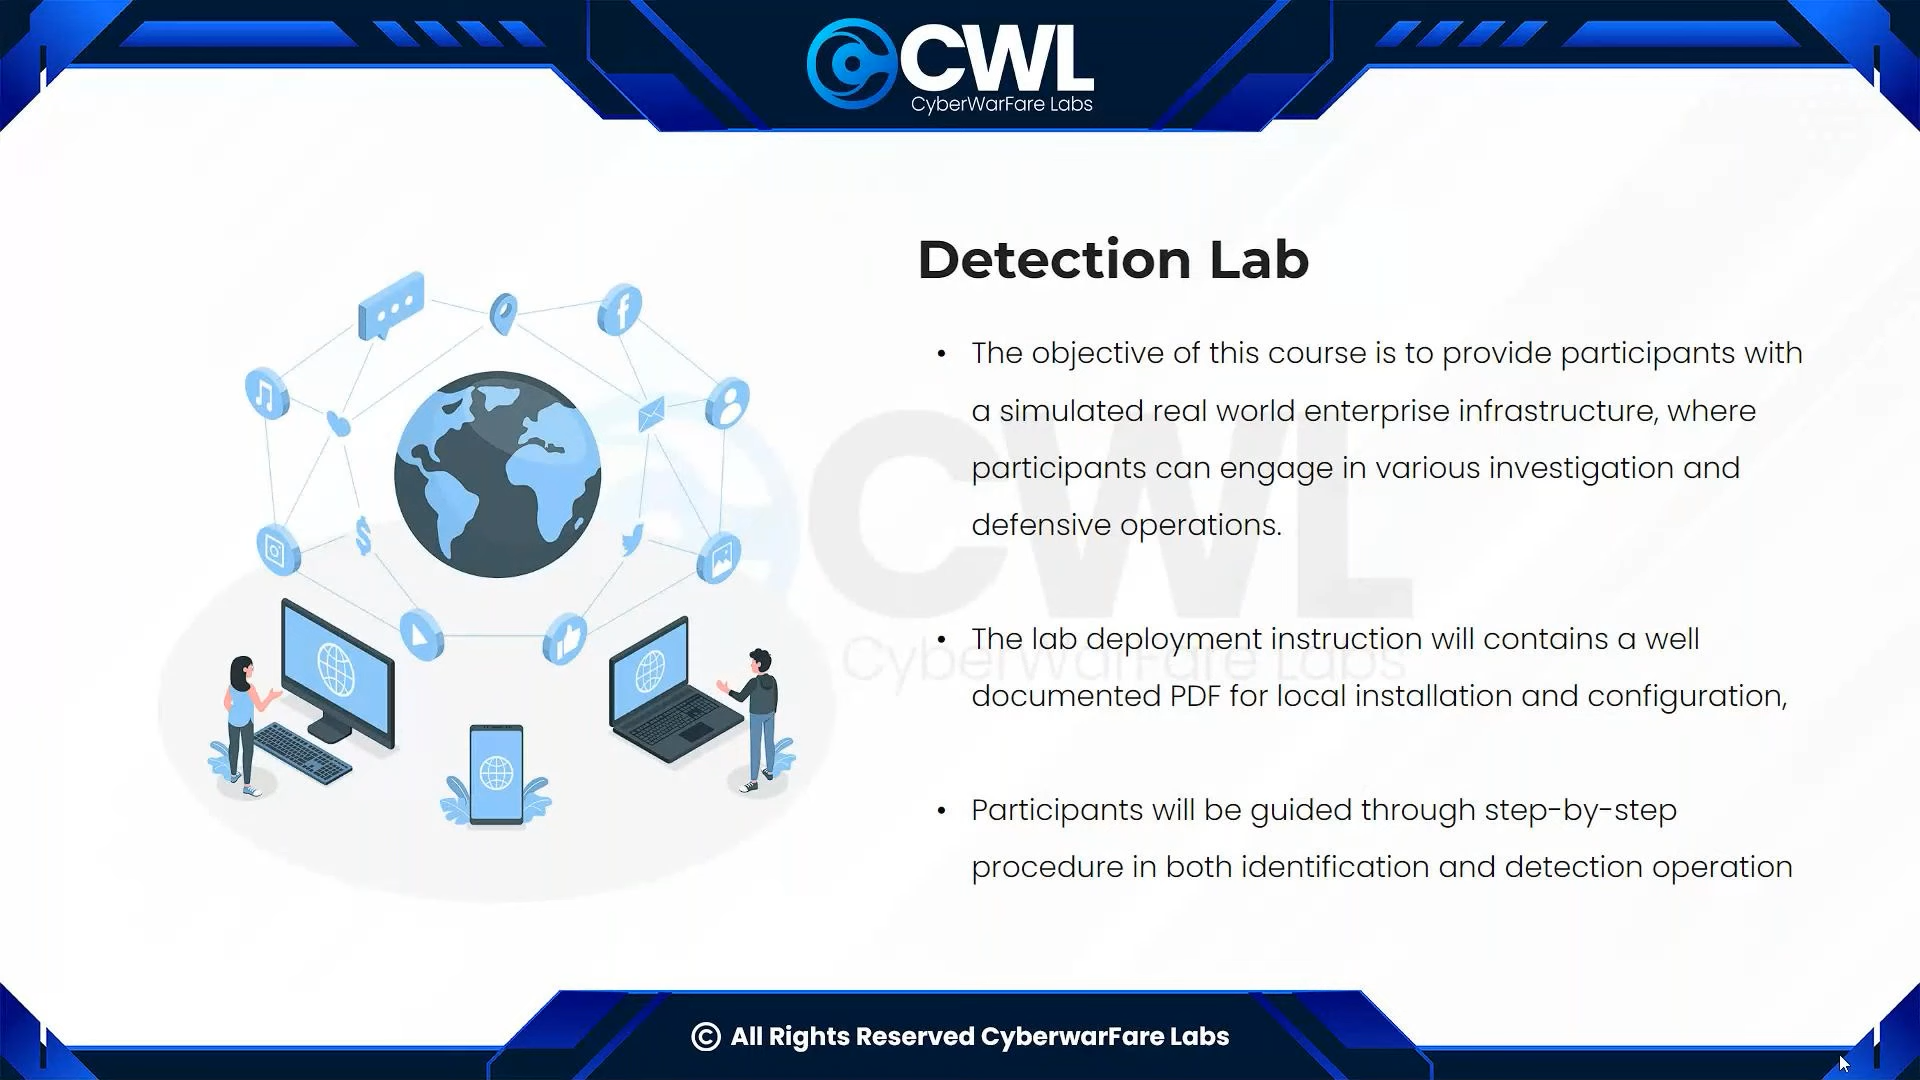 CWL
CyberWarFare Labs
Detection Lab
• The objective of this course is to provide participants with
a simulated real world enterprise infrastructure, where
participants can engage in various investigation and
defensive operations.
• The lab deployment instruction will contains a well
documented PDF for local installation and configuration,
• Participants will be guided through step-by-step
procedure in both identification and detection operation
CWL
CyberWarFare Labs
© All Rights Reserved CyberwarFare Labs